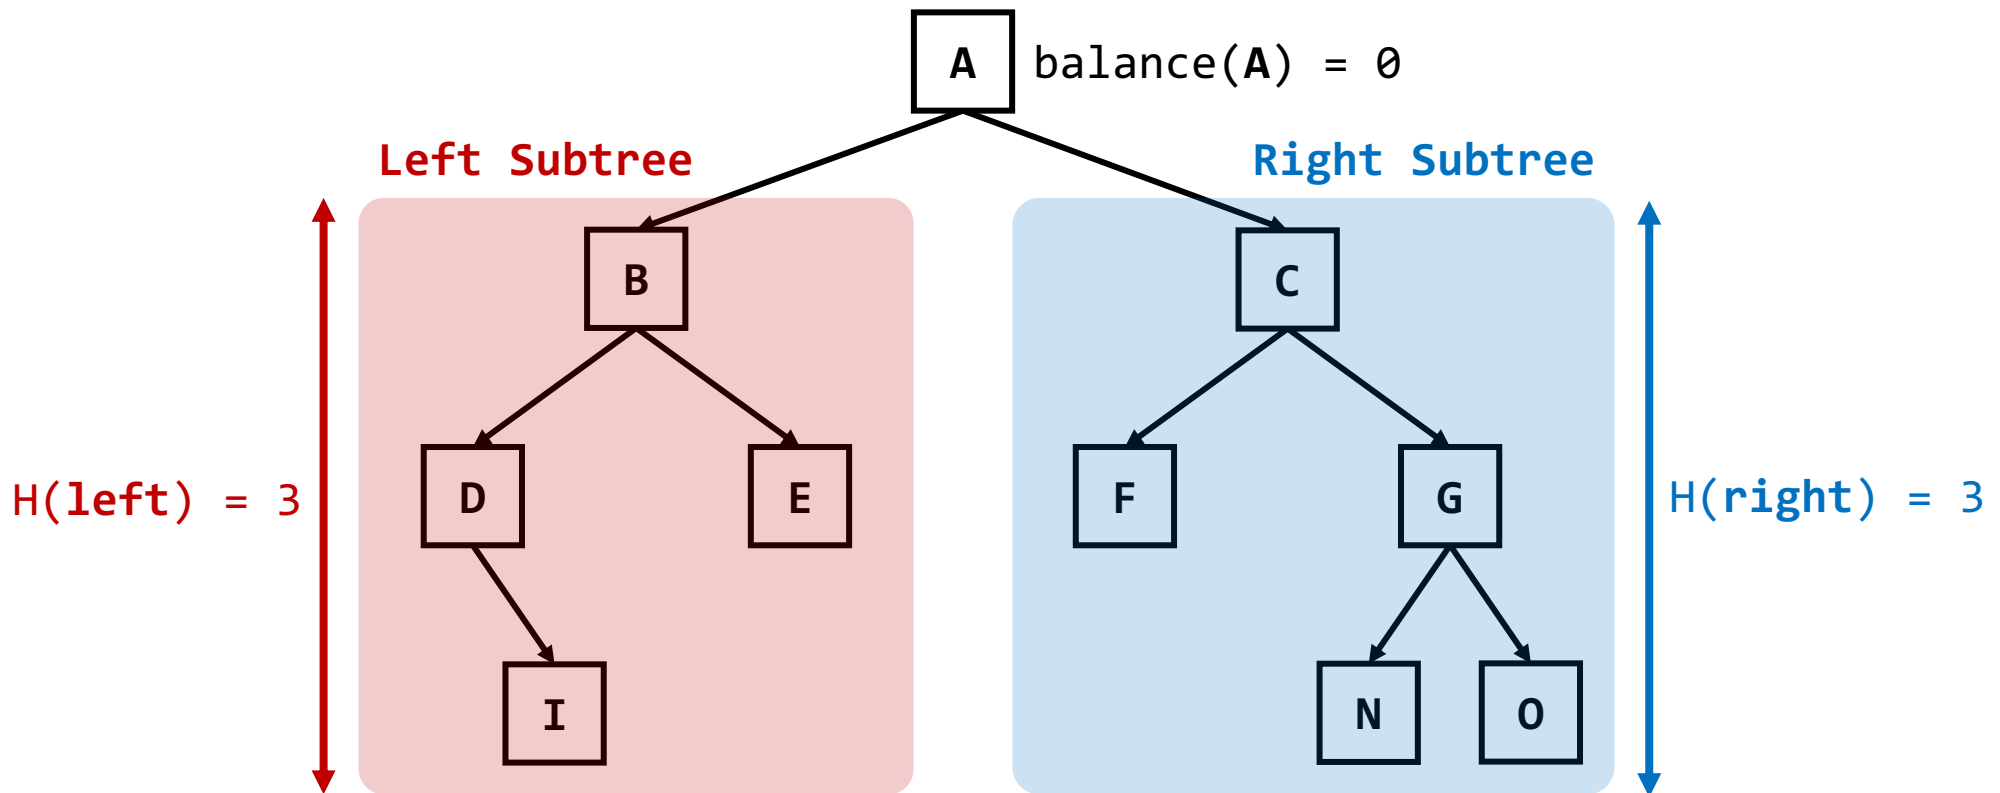 A balance(A) = 0
Left Subtree
Right Subtree
B
C
H(left) = 3
D
E
F
G
H(right) = 3
I
N
O